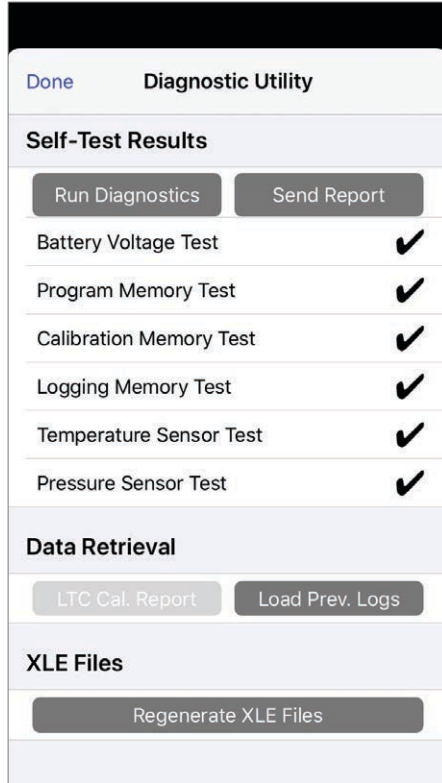 Done Diagnostic Utility
Self-Test Results
Run Diagnostics Send Report
Battery Voltage Test ✔
Program Memory Test ✔
Calibration Memory Test ✔
Logging Memory Test ✔
Temperature Sensor Test ✔
Pressure Sensor Test ✔
Data Retrieval
LTC Cal. Report Load Prev. Logs
XLE Files
Regenerate XLE Files